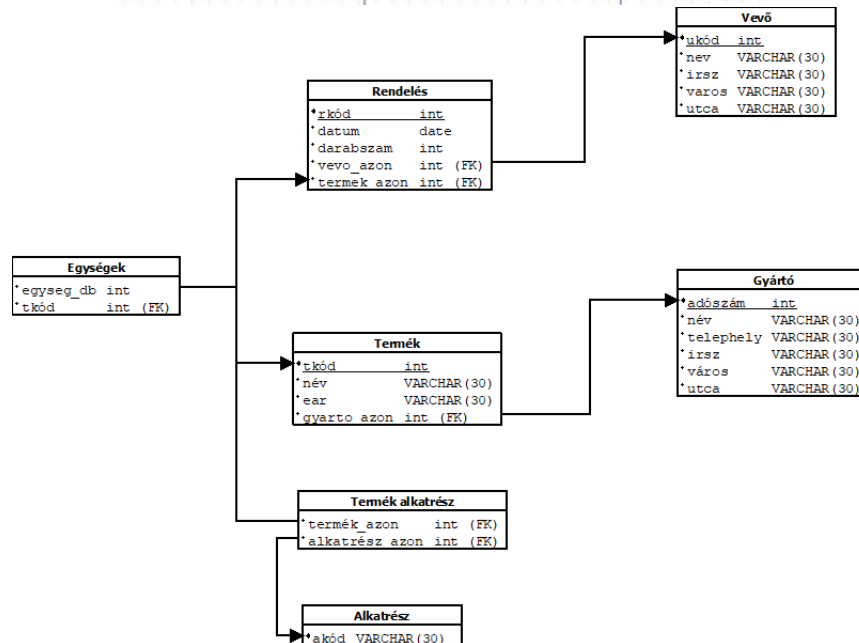 Vevő
ukód int
nev VARCHAR(30)
irsz VARCHAR(30)
varos VARCHAR(30)
utca VARCHAR(30)
Rendelés
rkód int
datum date
darabszam int
vevo_azon int (FK)
termek_azon int (FK)
Egységek
egyseg_db int
tkód int (FK)
Gyártó
adószám int
név VARCHAR(30)
telephely VARCHAR(30)
irsz VARCHAR(30)
város VARCHAR(30)
utca VARCHAR(30)
Termék
tkód int
név VARCHAR(30)
ear VARCHAR(30)
gyarto_azon int (FK)
Termék alkatrész
termék_azon int (FK)
alkatrész_azon int (FK)
Alkatrész
akód VARCHAR(30)